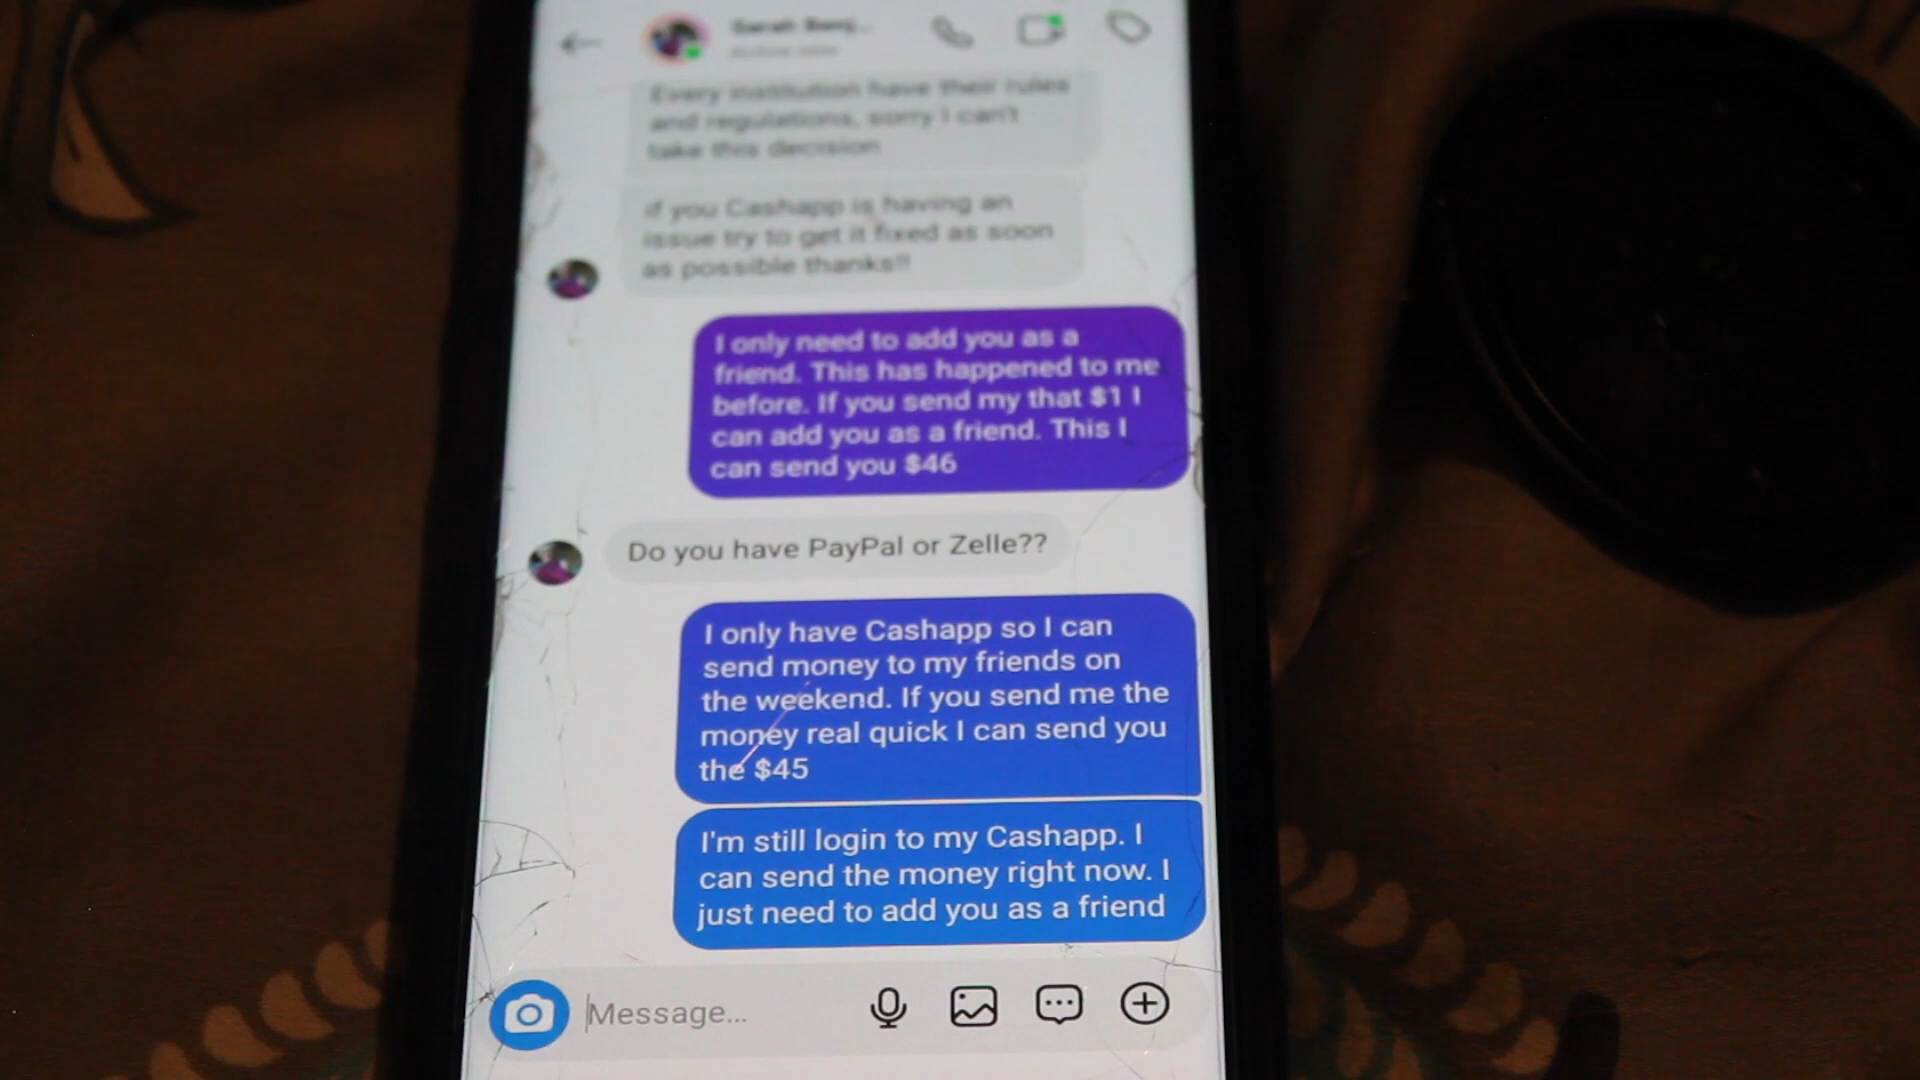 Sarah Benj...
Active now
Every institution have their rules
and regulations, sorry I can't
take this decision
if you Cashapp is having an
issue try to get it fixed as soon
as possible thanks!!
I only need to add you as a
friend. This has happened to me
before. If you send my that $1 I
can add you as a friend. This I
can send you $46
Do you have PayPal or Zelle??
I only have Cashapp so I can
send money to my friends on
the weekend. If you send me the
money real quick I can send you
the $45
I'm still login to my Cashapp. I
can send the money right now. I
just need to add you as a friend
Message...